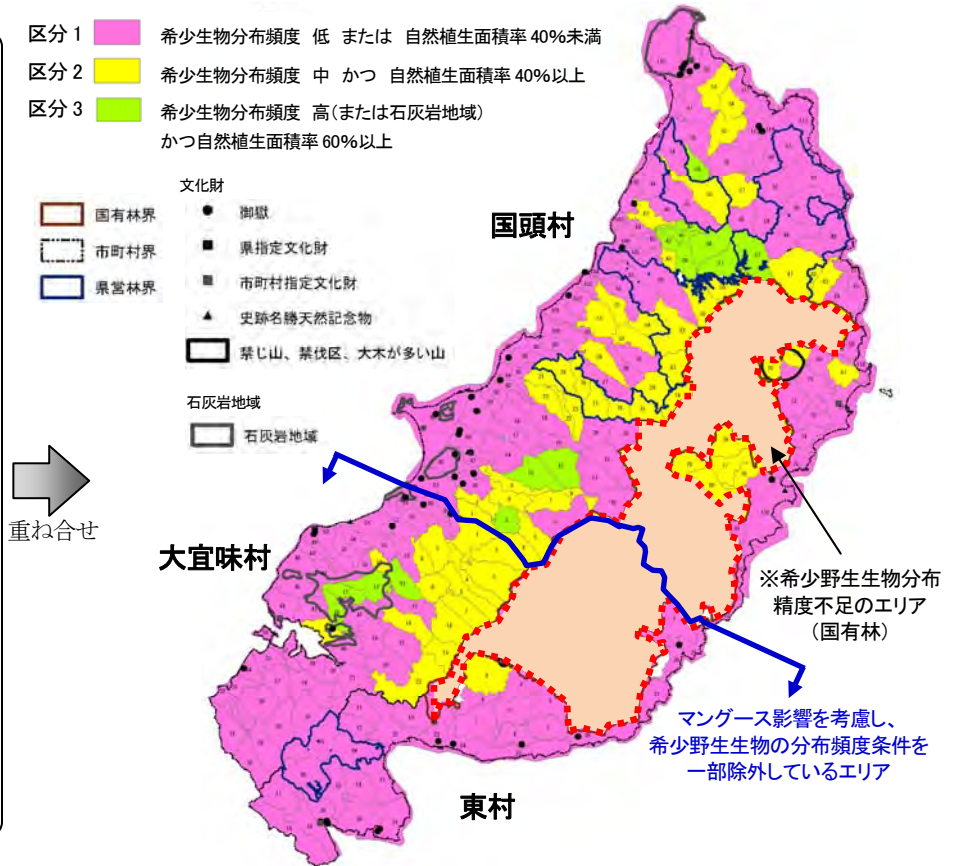 区分1 希少生物分布頻度 低 または 自然植生面積率 40%未満
区分2 希少生物分布頻度 中 かつ 自然植生面積率 40%以上
区分3 希少生物分布頻度 高(または石灰岩地域)
かつ自然植生面積率 60%以上
国有林界
市町村界
県営林界
文化財
御嶽
県指定文化財
市町村指定文化財
史跡名勝天然記念物
禁じ山、禁伐区、大木が多い山
石灰岩地域
石灰岩地域
重ね合せ
国頭村
大宜味村
東村
※希少野生生物分布
精度不足のエリア
(国有林)
マングース影響を考慮し、
希少野生生物の分布頻度条件を
一部除外しているエリア